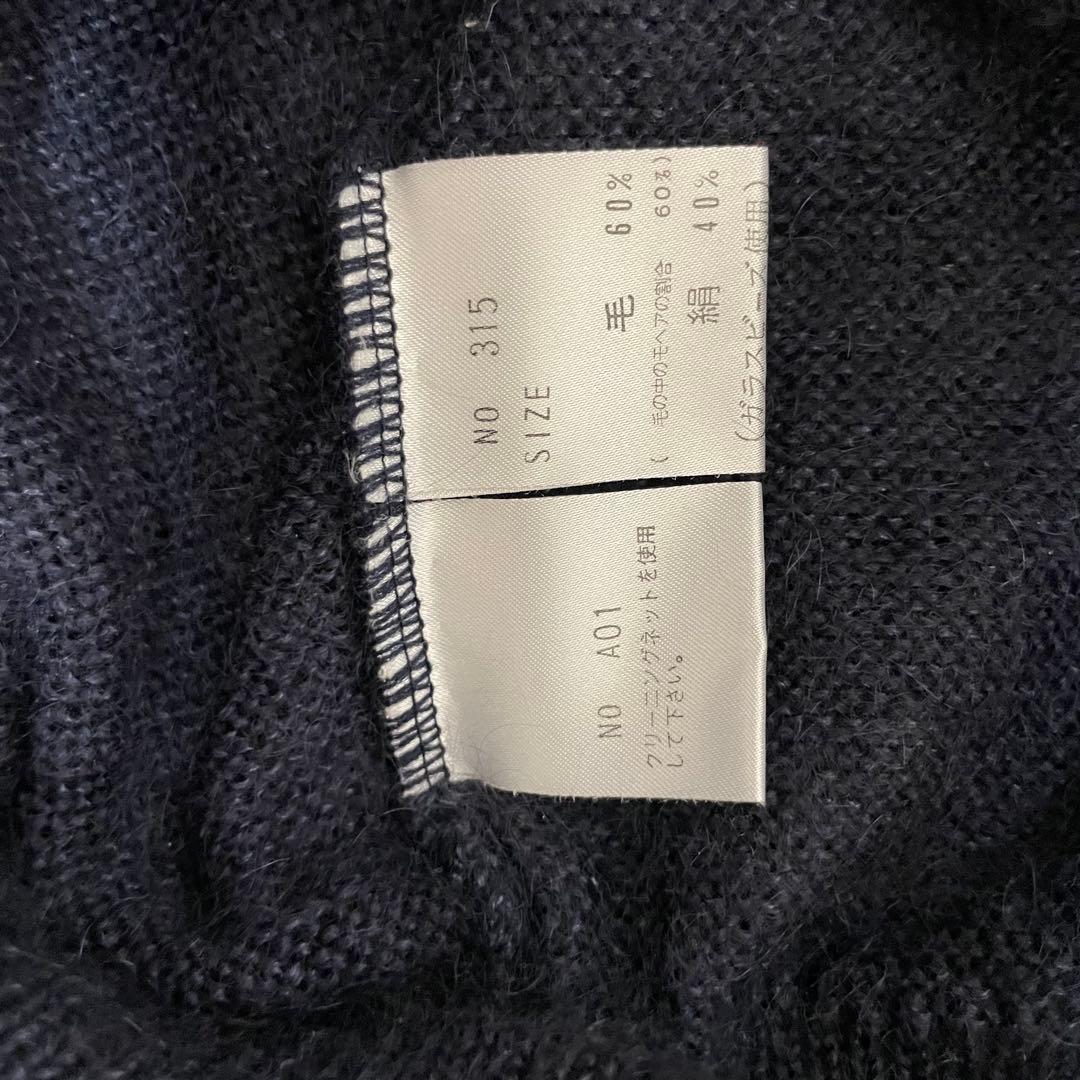 NO 315
SIZE
毛 60%
( 毛の中のモヘアの割合 60%)
絹 40%
(ガラスビーズ使用)
NO A01
クリーニングネットを使用
して下さい。